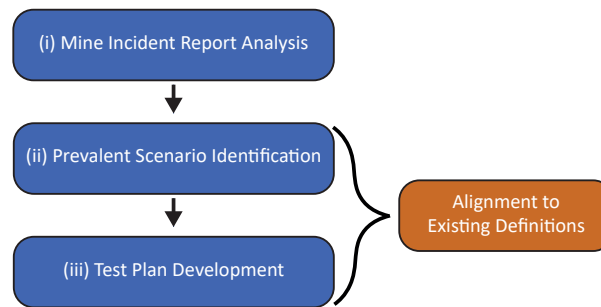 (i) Mine Incident Report Analysis
(ii) Prevalent Scenario Identification
Alignment to
Existing Definitions
(iii) Test Plan Development